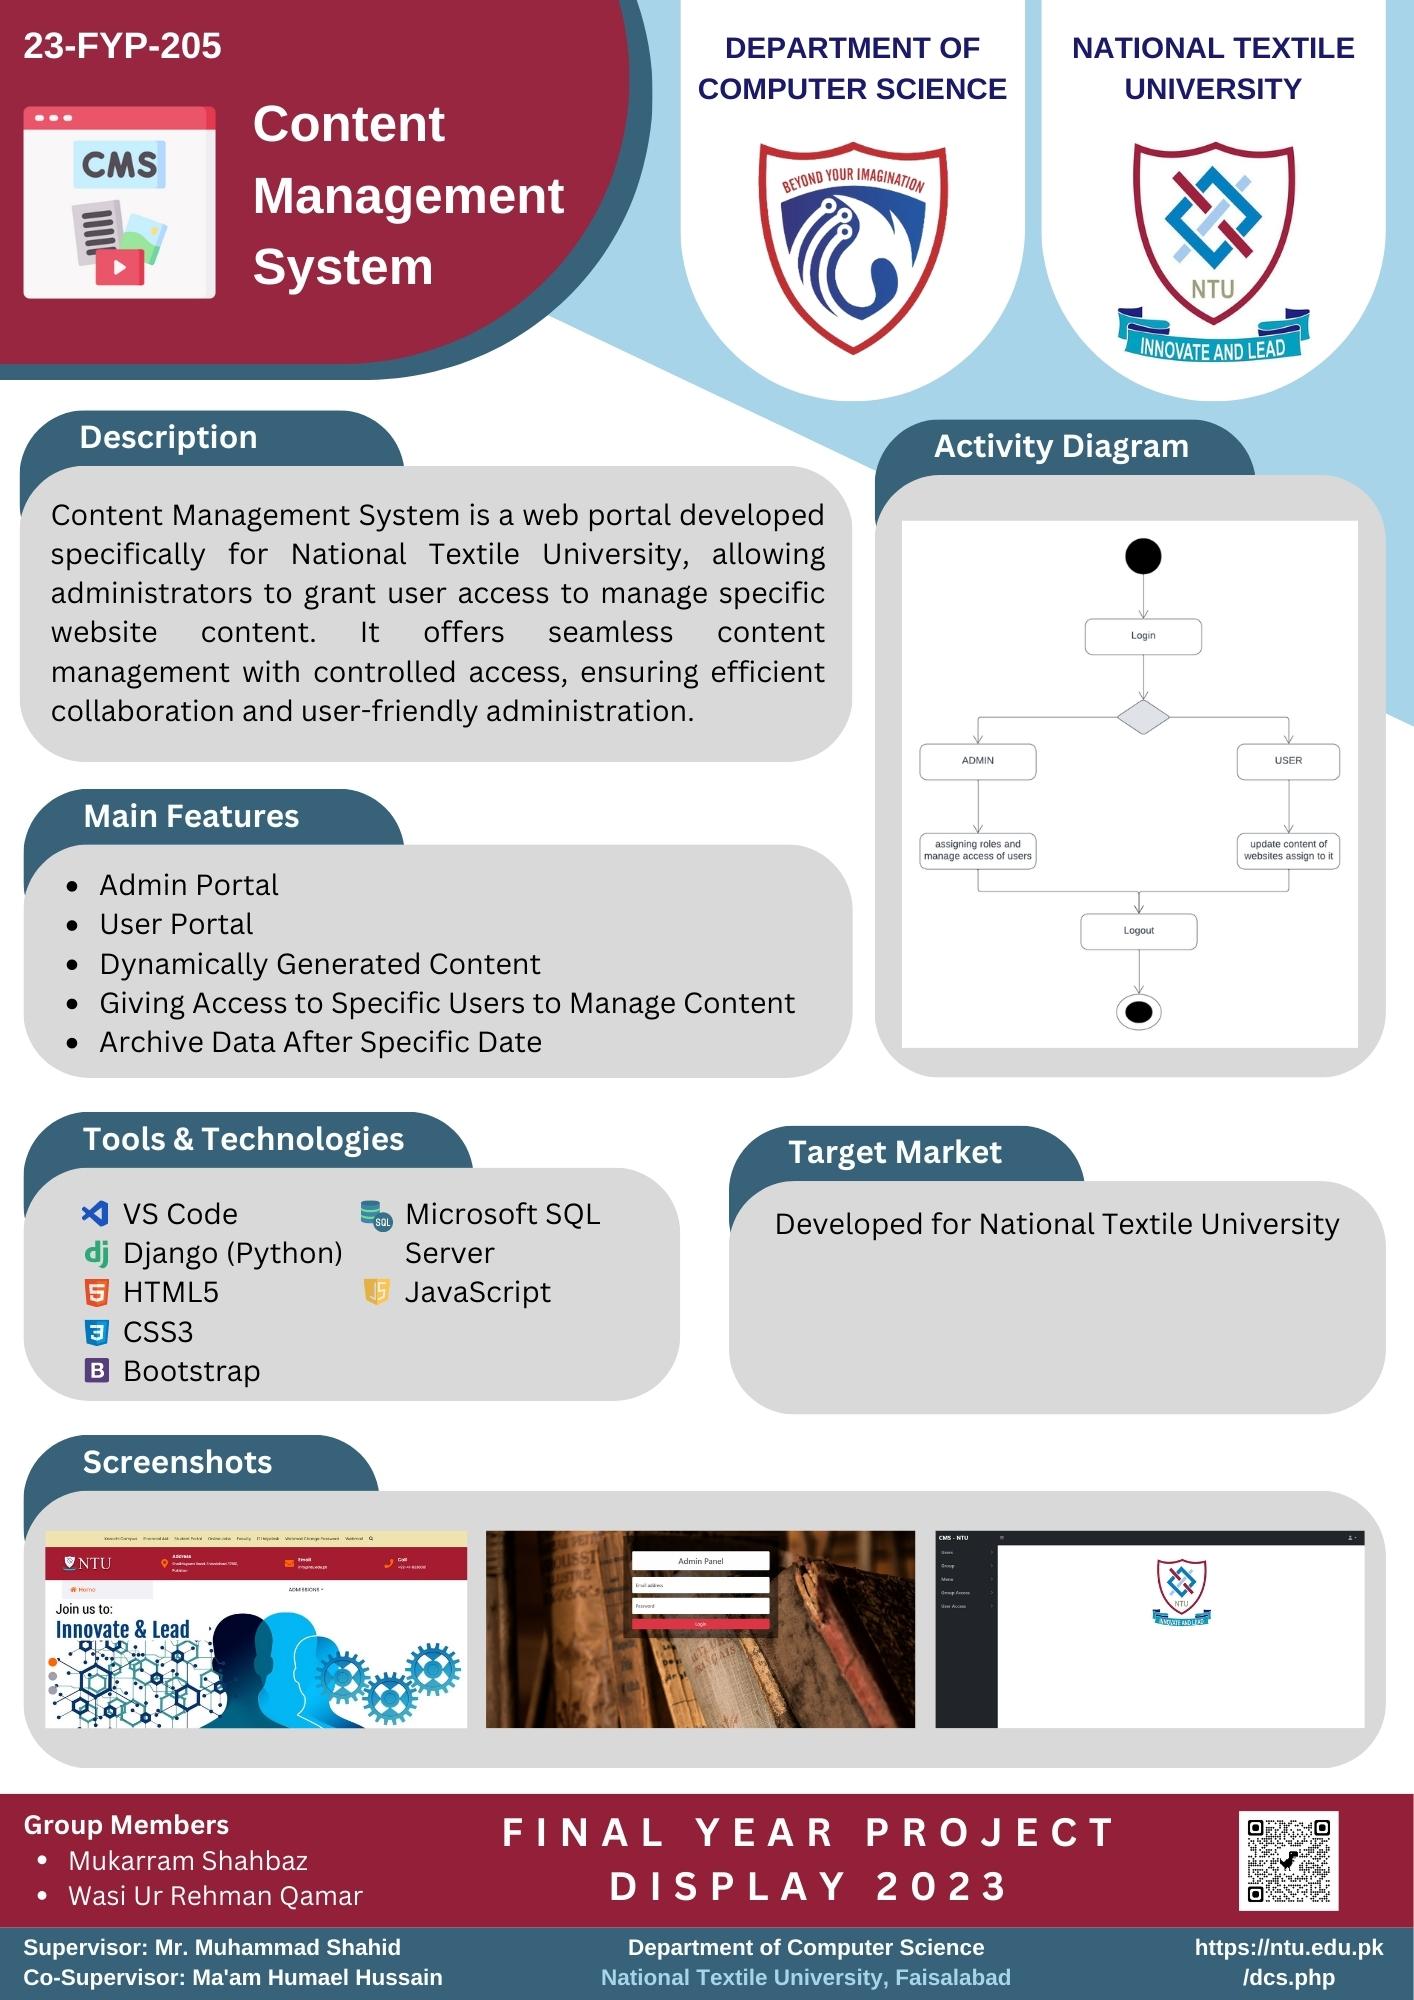 23-FYP-205
CMS
Content
Management
System
DEPARTMENT OF
COMPUTER SCIENCE
BEYOND YOUR IMAGINATION
NATIONAL TEXTILE
UNIVERSITY
NTU
INNOVATE AND LEAD
Description
Content Management System is a web portal developed
specifically for National Textile University, allowing
administrators to grant user access to manage specific
website content. It offers seamless content
management with controlled access, ensuring efficient
collaboration and user-friendly administration.
Activity Diagram
Login
ADMIN
USER
assigning roles and
manage access of users
update content of
websites assign to it
Logout
Main Features
Admin Portal
User Portal
Dynamically Generated Content
Giving Access to Specific Users to Manage Content
Archive Data After Specific Date
Tools & Technologies
VS Code
dj Django (Python)
5 HTML5
3 CSS3
B Bootstrap
SQL Microsoft SQL
Server
JS JavaScript
Target Market
Developed for National Textile University
Screenshots
NTU
Address
Email
Call
Home
ADMISSIONS
Join us to:
Innovate & Lead
Admin Panel
Email address
Password
Login
CMS - NTU
Users
Group
Menu
Group Access
User Access
NTU
INNOVATE AND LEAD
Group Members
Mukarram Shahbaz
Wasi Ur Rehman Qamar
FINAL YEAR PROJECT
DISPLAY 2023
Supervisor: Mr. Muhammad Shahid
Co-Supervisor: Ma'am Humael Hussain
Department of Computer Science
National Textile University, Faisalabad
https://ntu.edu.pk
/dcs.php